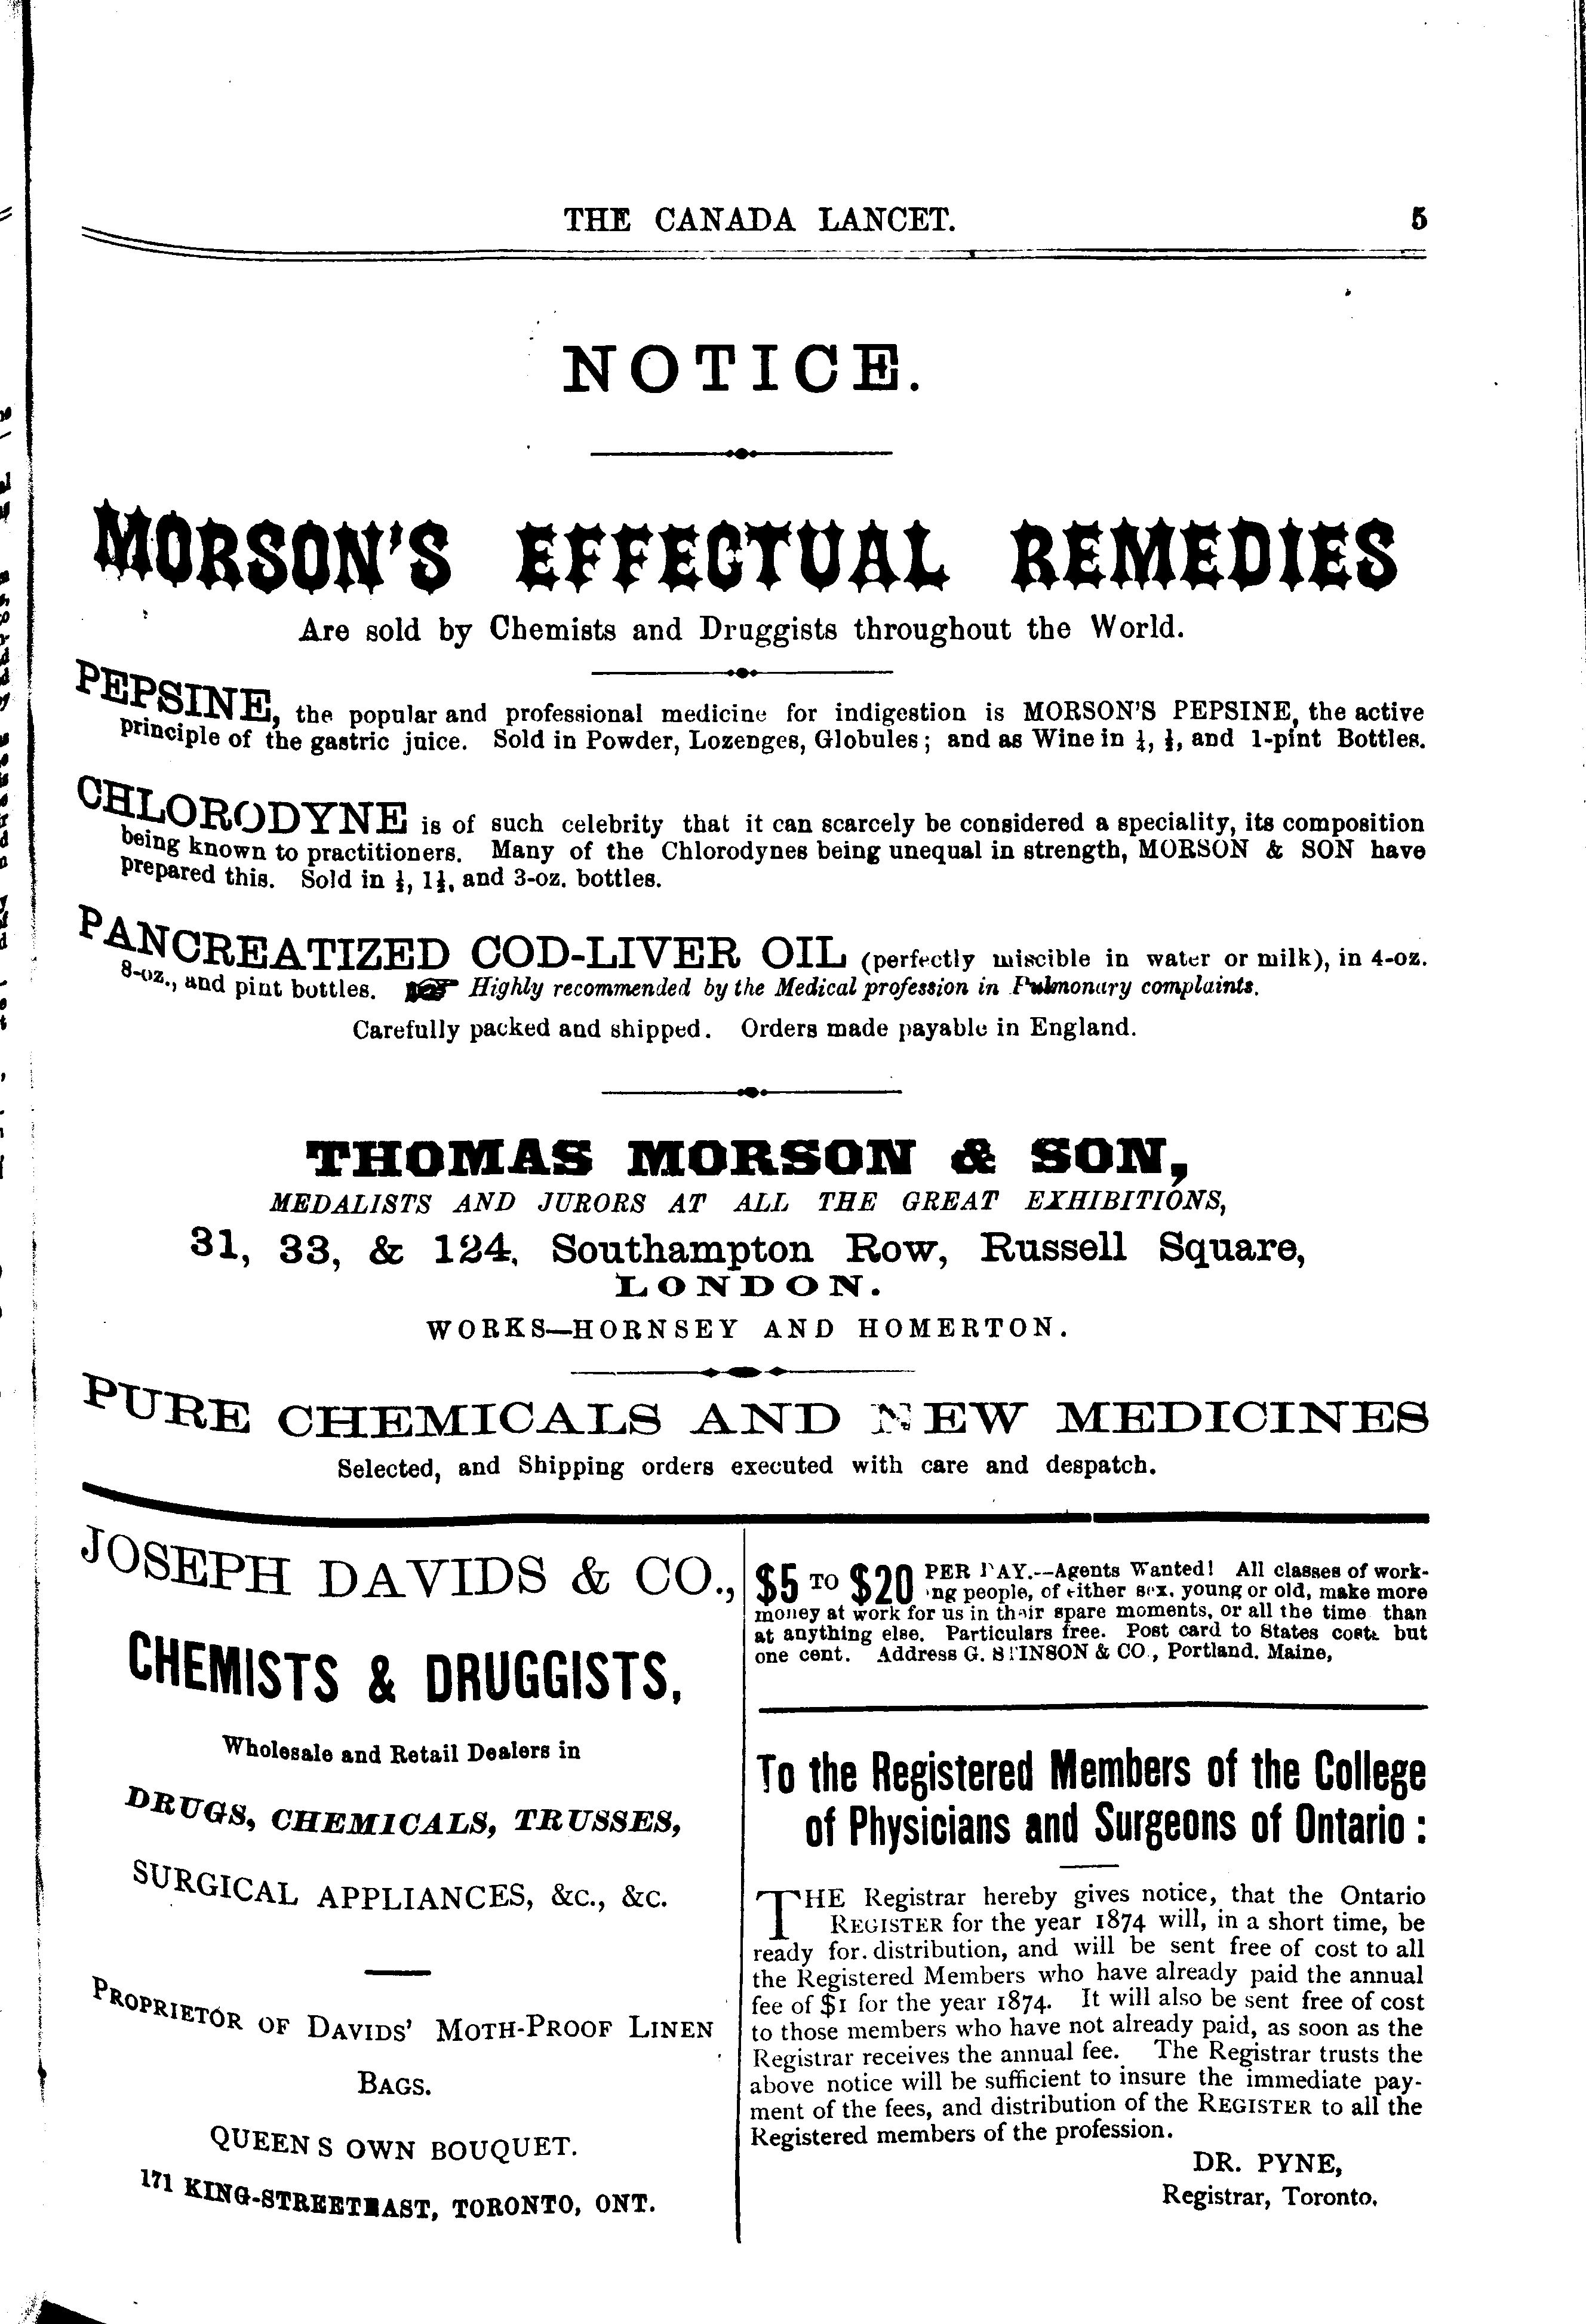 THE CANADA LANCET. 5
NOTICE.
MORSON'S EFFECTUAL REMEDIES
Are sold by Chemists and Druggists throughout the World.
PEPSINE, the popular and professional medicine for indigestion is MORSON'S PEPSINE, the active
principle of the gastric juice. Sold in Powder, Lozenges, Globules; and as Wine in ¼, ½, and 1-pint Bottles.
CHLORODYNE is of such celebrity that it can scarcely be considered a speciality, its composition
being known to practitioners. Many of the Chlorodynes being unequal in strength, MORSON & SON have
prepared this. Sold in ½, 1½, and 3-oz. bottles.
PANCREATIZED COD-LIVER OIL (perfectly miscible in water or milk), in 4-oz.
8-oz., and pint bottles. ☞ Highly recommended by the Medical profession in Pulmonary complaints.
Carefully packed and shipped. Orders made payable in England.
THOMAS MORSON & SON,
MEDALISTS AND JURORS AT ALL THE GREAT EXHIBITIONS,
31, 33, & 124, Southampton Row, Russell Square,
LONDON.
WORKS—HORNSEY AND HOMERTON.
PURE CHEMICALS AND NEW MEDICINES
Selected, and Shipping orders executed with care and despatch.
JOSEPH DAVIDS & CO.,
CHEMISTS & DRUGGISTS,
Wholesale and Retail Dealers in
DRUGS, CHEMICALS, TRUSSES,
SURGICAL APPLIANCES, &c., &c.
PROPRIETOR OF DAVIDS' MOTH-PROOF LINEN
BAGS.
QUEEN S OWN BOUQUET.
171 KING-STREET EAST, TORONTO, ONT.
$5 TO $20 PER DAY.--Agents Wanted! All classes of work-
ing people, of either sex, young or old, make more
money at work for us in their spare moments, or all the time than
at anything else. Particulars free. Post card to States costs but
one cent. Address G. STINSON & CO., Portland. Maine,
To the Registered Members of the College
of Physicians and Surgeons of Ontario:
THE Registrar hereby gives notice, that the Ontario
REGISTER for the year 1874 will, in a short time, be
ready for. distribution, and will be sent free of cost to all
the Registered Members who have already paid the annual
fee of $1 for the year 1874. It will also be sent free of cost
to those members who have not already paid, as soon as the
Registrar receives the annual fee. The Registrar trusts the
above notice will be sufficient to insure the immediate pay-
ment of the fees, and distribution of the REGISTER to all the
Registered members of the profession.
DR. PYNE,
Registrar, Toronto.